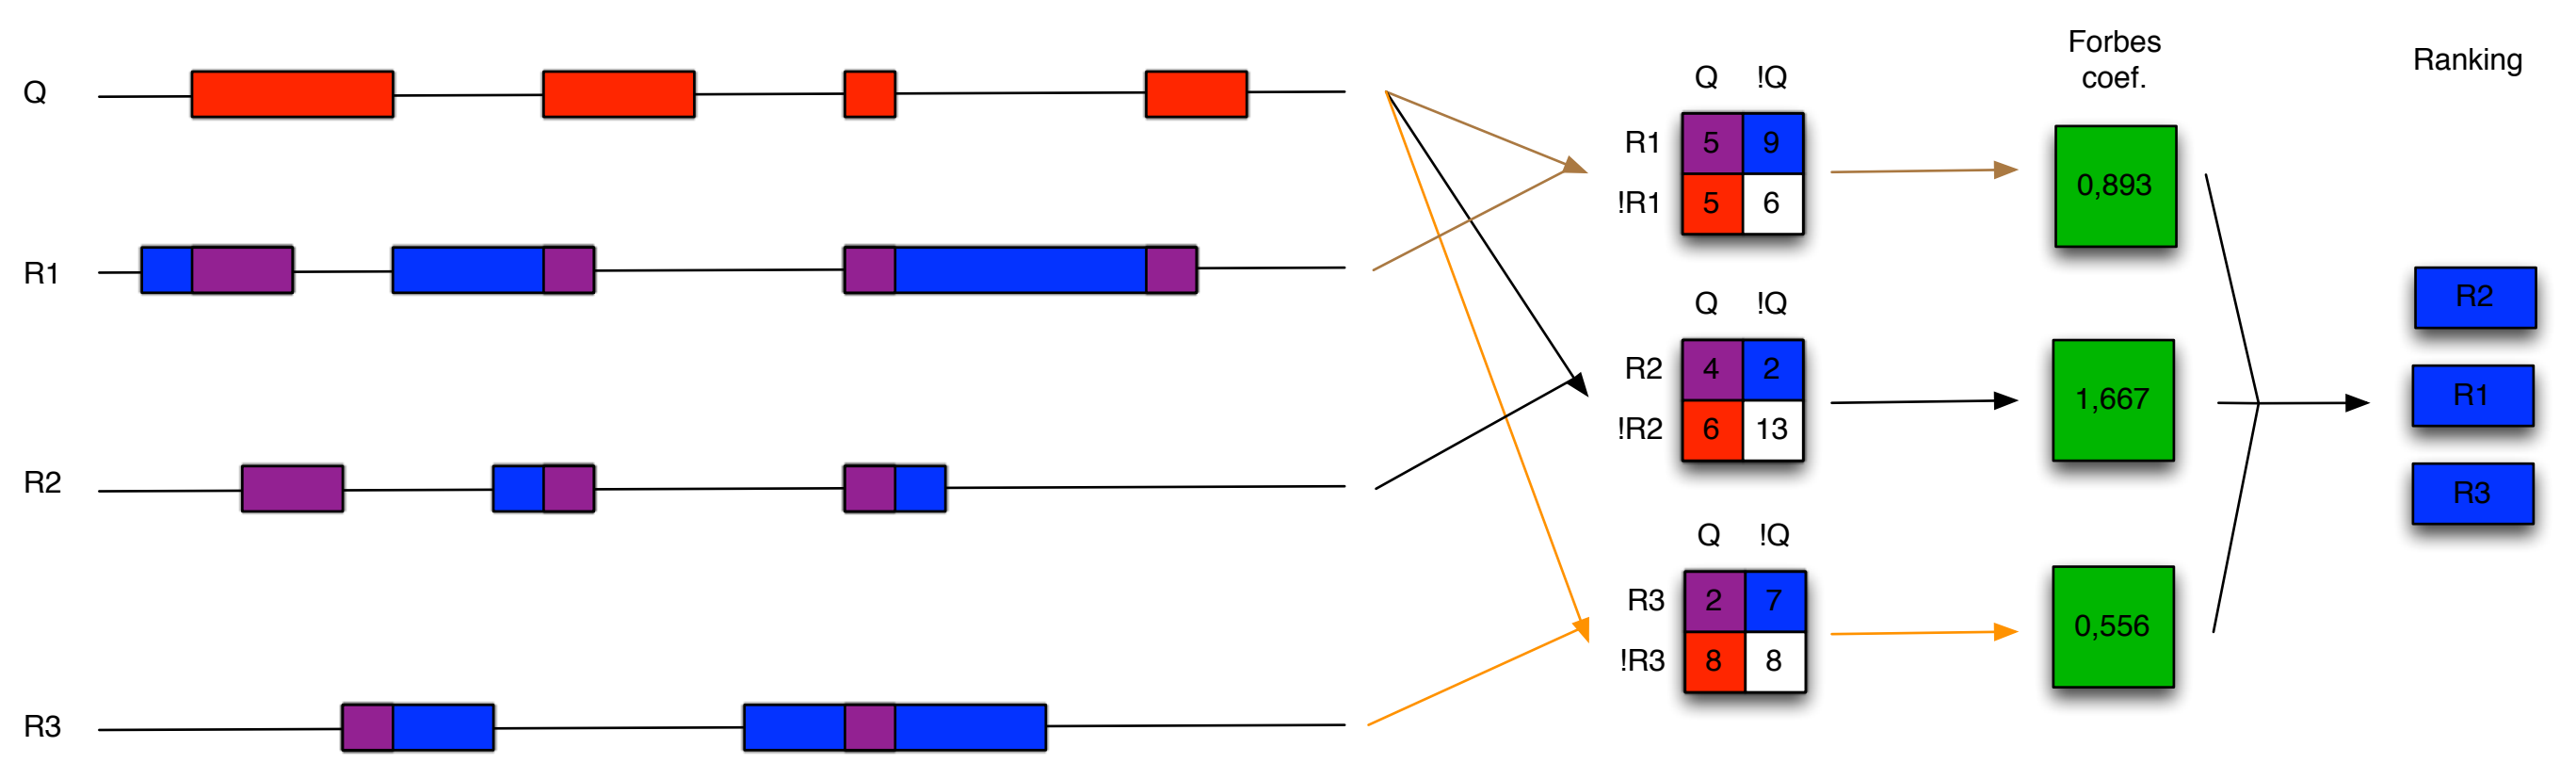 Q
R1
R2
R3
Q !Q
R1 5 9
!R1 5 6
Q !Q
R2 4 2
!R2 6 13
Q !Q
R3 2 7
!R3 8 8
Forbes
coef.
0,893
1,667
0,556
Ranking
R2
R1
R3